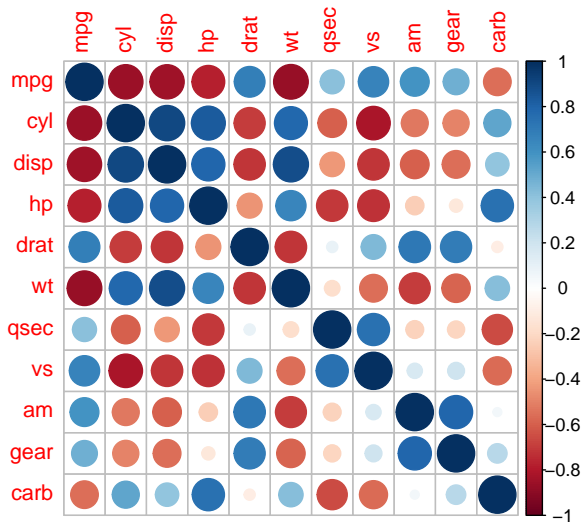 mpg cyl disp hp drat wt qsec vs am gear carb
mpg
cyl
disp
hp
drat
wt
qsec
vs
am
gear
carb
1
0.8
0.6
0.4
0.2
0
−0.2
−0.4
−0.6
−0.8
−1